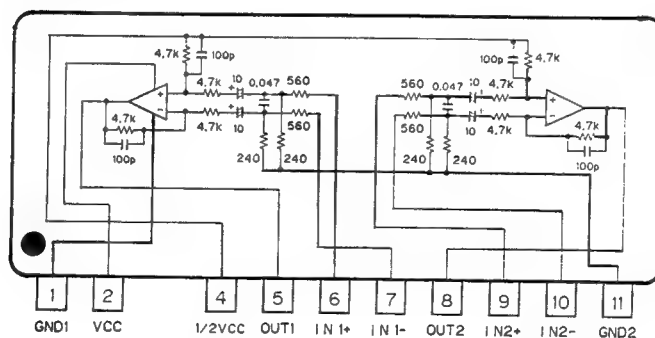 4.7k 100p 100p 4.7k
4.7k 10 0.047 560 560 0.047 10 4.7k
+ + + +
- + + -
4.7k 4.7k 10 560 560 10 4.7k 4.7k
100p 240 240 240 240 100p
1 2 4 5 6 7 8 9 10 11
GND1 VCC 1/2VCC OUT1 IN1+ IN1- OUT2 IN2+ IN2- GND2